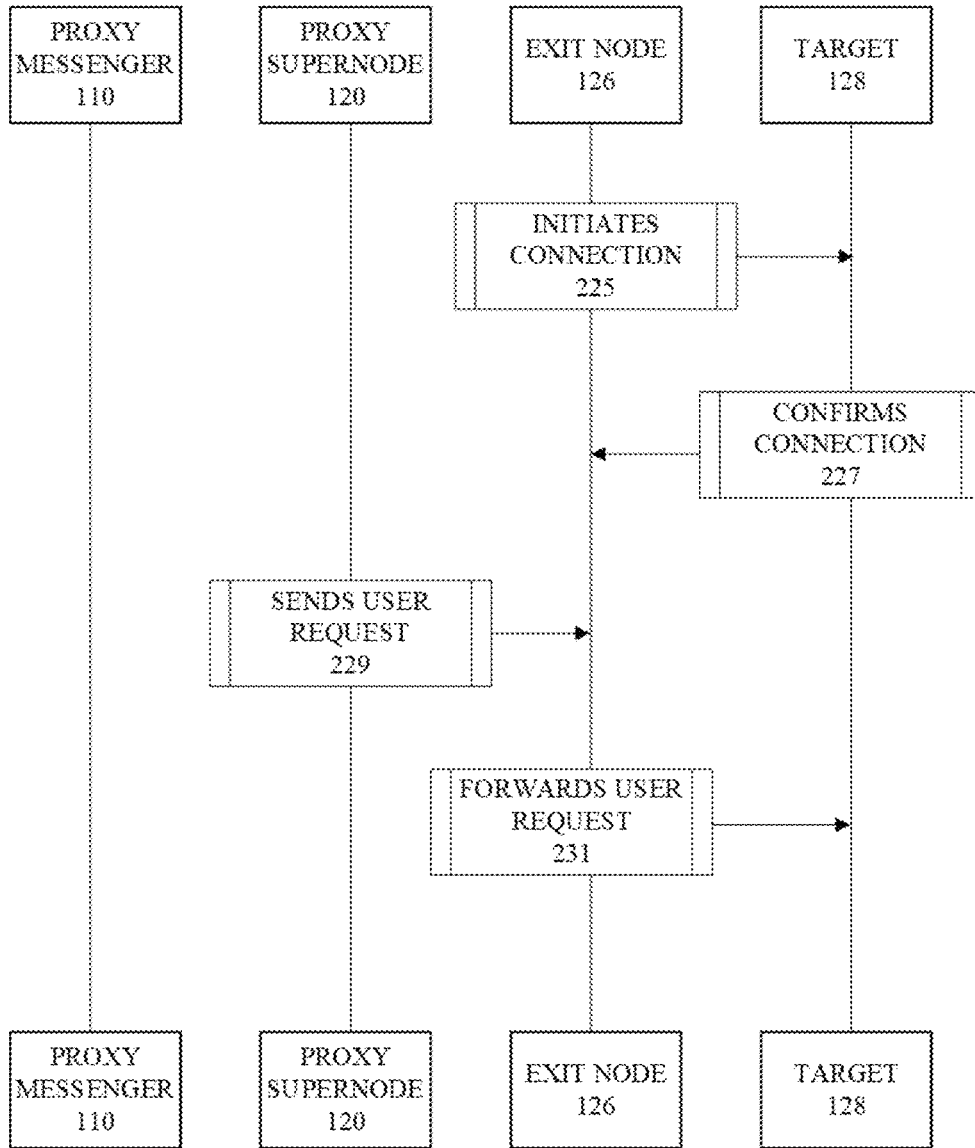 PROXY
MESSENGER
110
PROXY
SUPERNODE
120
EXIT NODE
126
TARGET
128
INITIATES
CONNECTION
225
CONFIRMS
CONNECTION
227
SENDS USER
REQUEST
229
FORWARDS USER
REQUEST
231
PROXY
MESSENGER
110
PROXY
SUPERNODE
120
EXIT NODE
126
TARGET
128